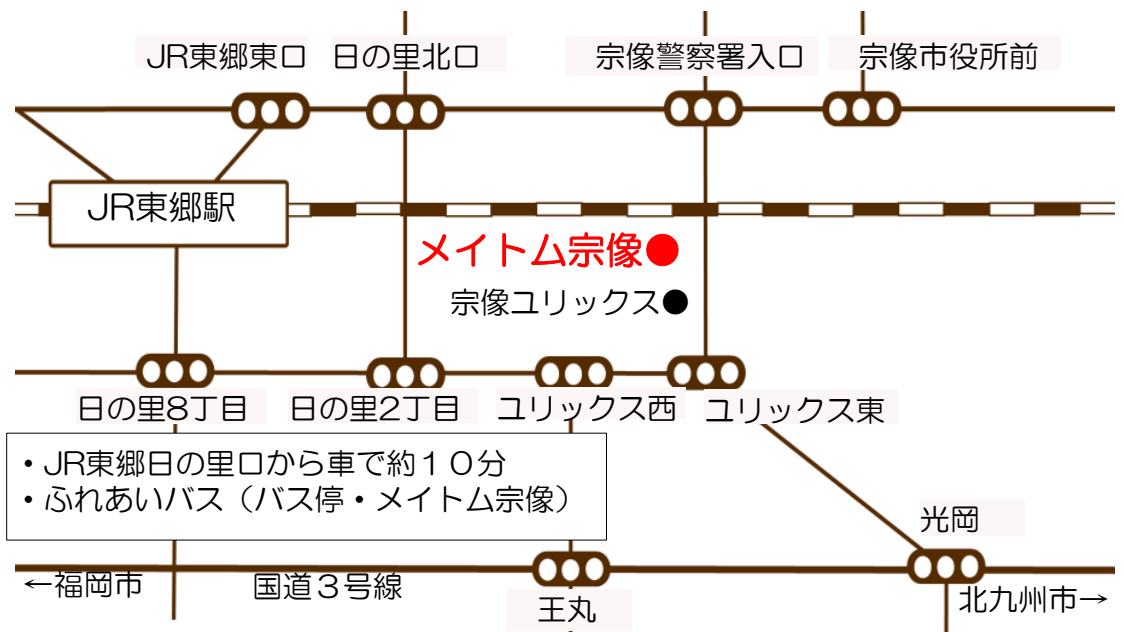 JR東郷東口
日の里北口
宗像警察署入口
宗像市役所前
JR東郷駅
メイトム宗像●
宗像ユリックス●
日の里8丁目
日の里2丁目
ユリックス西
ユリックス東
・JR東郷日の里口から車で約１０分
・ふれあいバス（バス停・メイトム宗像）
光岡
←福岡市
国道３号線
王丸
北九州市→